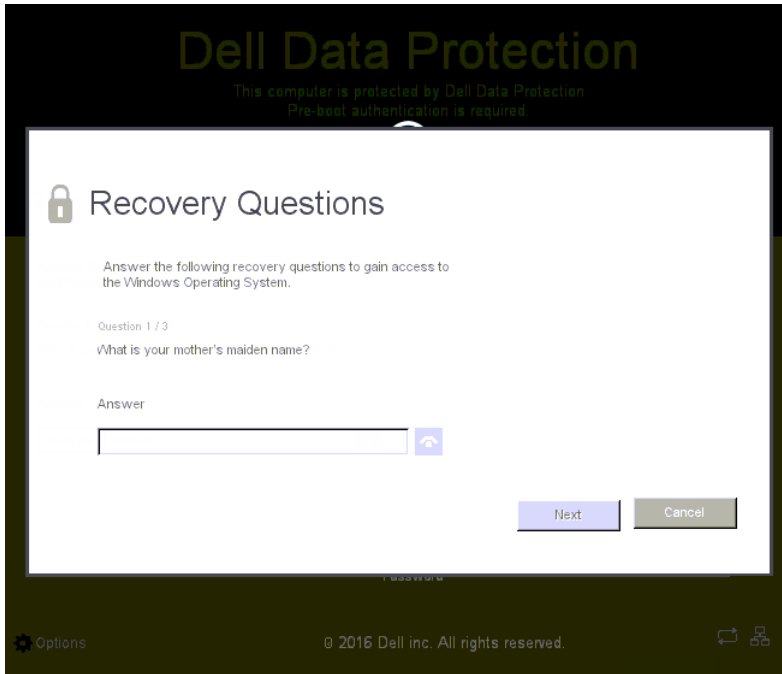 Dell Data Protection
This computer is protected by Dell Data Protection
Pre-boot authentication is required.
Recovery Questions
Answer the following recovery questions to gain access to
the Windows Operating System.
Question 1 / 3
What is your mother's maiden name?
Answer
Next
Cancel
Password
Options
© 2016 Dell inc. All rights reserved.